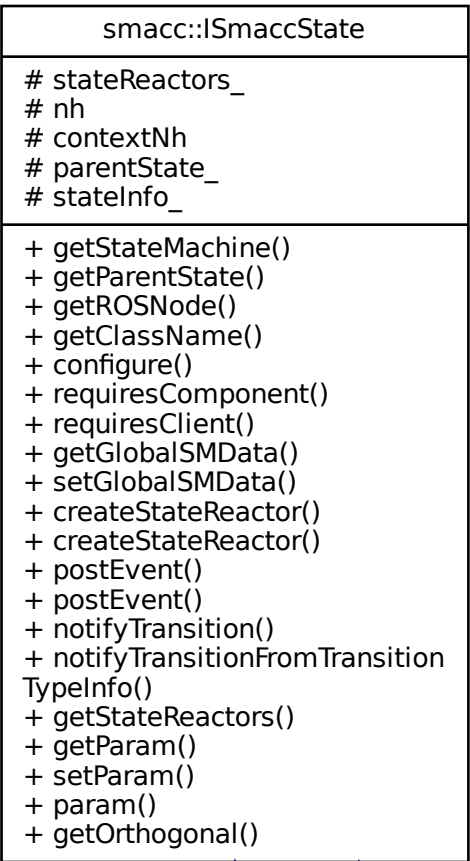 smacc::ISmaccState
# stateReactors_
# nh
# contextNh
# parentState_
# stateInfo_
+ getStateMachine()
+ getParentState()
+ getROSNode()
+ getClassName()
+ configure()
+ requiresComponent()
+ requiresClient()
+ getGlobalSMData()
+ setGlobalSMData()
+ createStateReactor()
+ createStateReactor()
+ postEvent()
+ postEvent()
+ notifyTransition()
+ notifyTransitionFromTransition
TypeInfo()
+ getStateReactors()
+ getParam()
+ setParam()
+ param()
+ getOrthogonal()